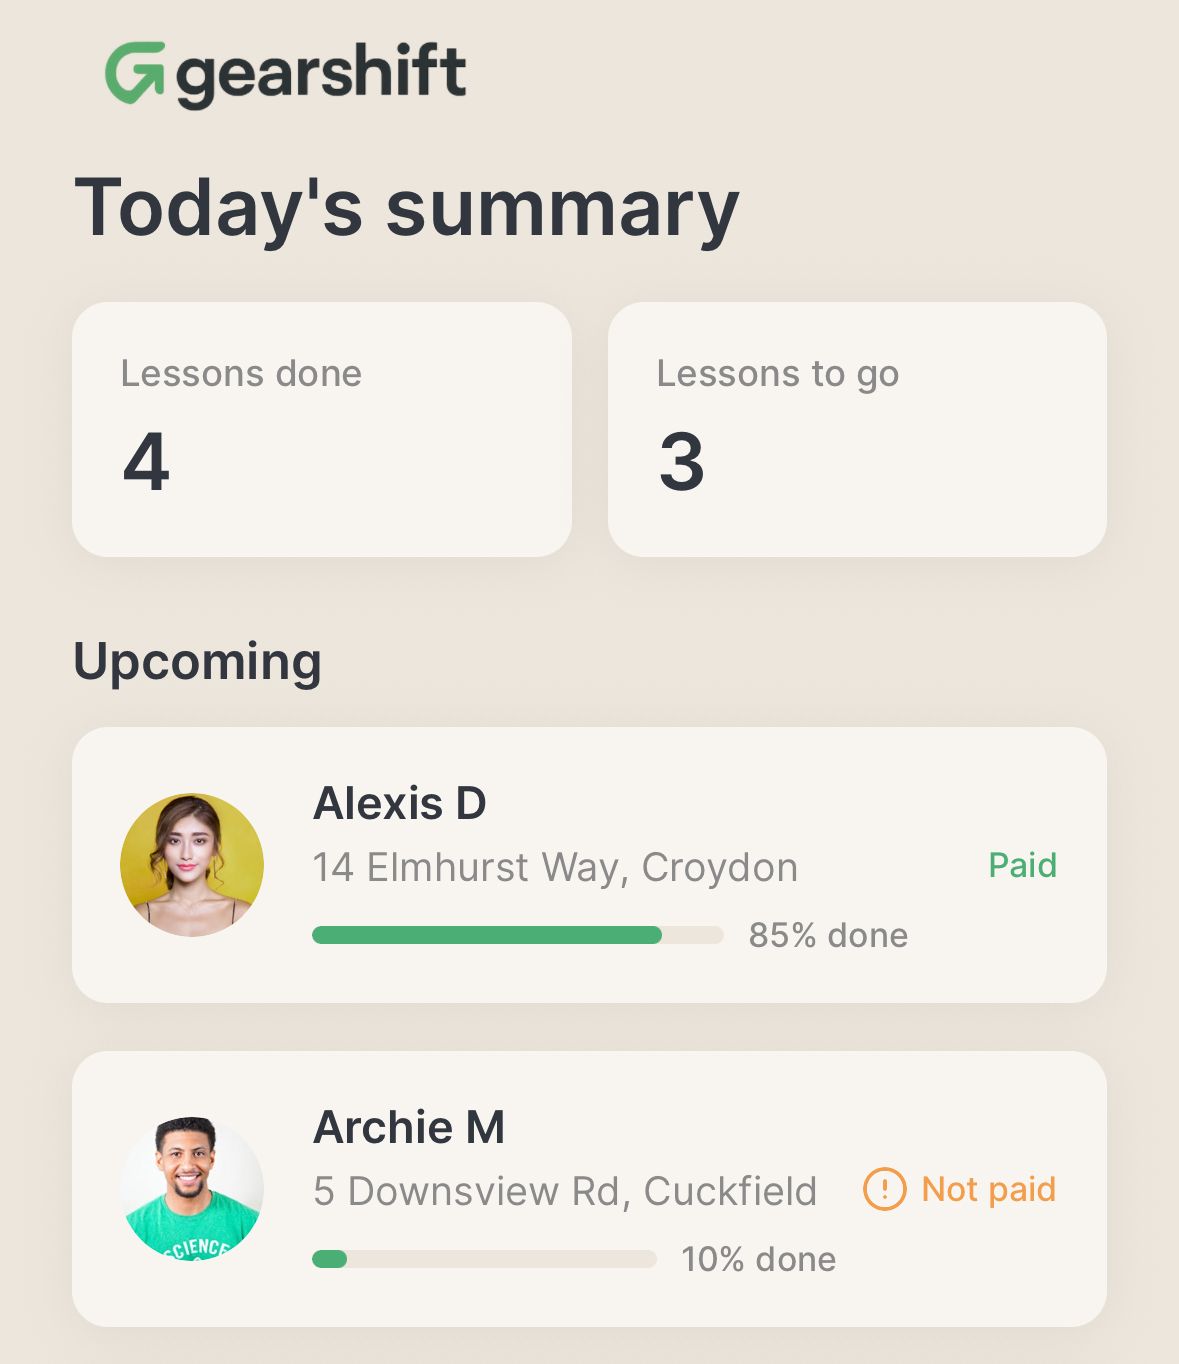 gearshift
Today's summary
Lessons done
4
Lessons to go
3
Upcoming
Alexis D
14 Elmhurst Way, Croydon
Paid
85% done
Archie M
5 Downsview Rd, Cuckfield
Not paid
10% done
SCIENCE